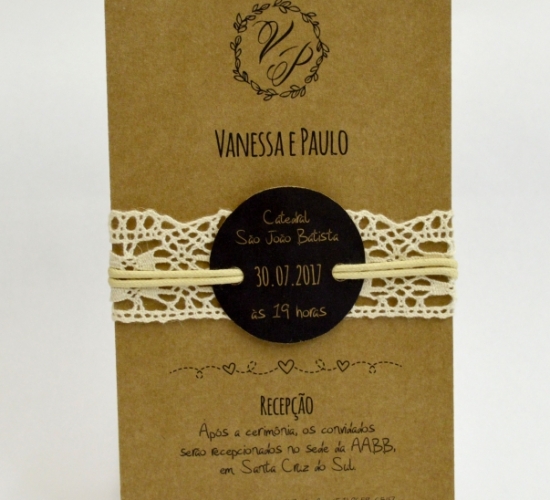 VP
VANESSA E PAULO
Catedral
São João Batista
30.07.2017
às 19 horas
RECEPÇÃO
Após a cerimônia, os convidados
serão recepcionados no sede da AABB,
em Santa Cruz do Sul.